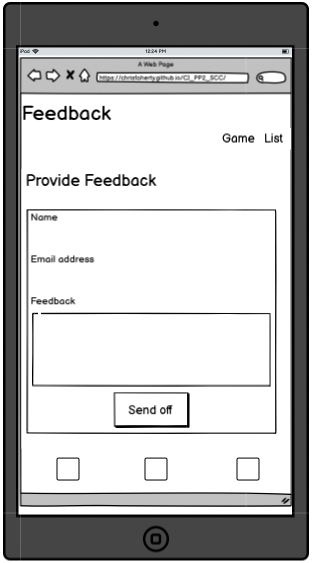 iPod
12:24 PM
A Web Page
https://christoherty.github.io/CI_PP2_SCC/
Feedback
Game List
Provide Feedback
Name
Email address
Feedback
Send off